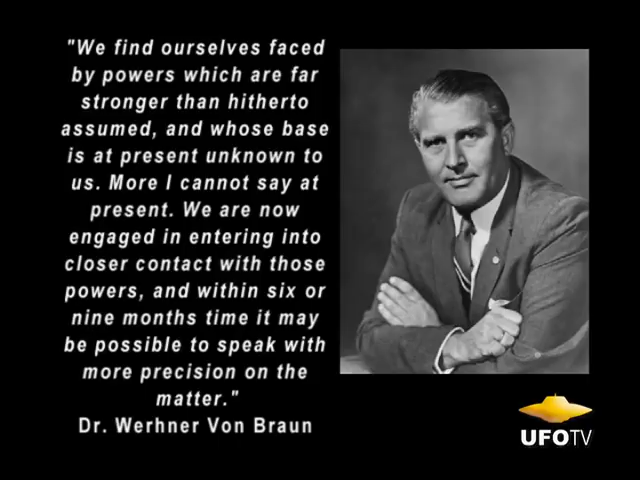 "We find ourselves faced
by powers which are far
stronger than hitherto
assumed, and whose base
is at present unknown to
us. More I cannot say at
present. We are now
engaged in entering into
closer contact with those
powers, and within six or
nine months time it may
be possible to speak with
more precision on the
matter."
Dr. Werhner Von Braun
UFOTV